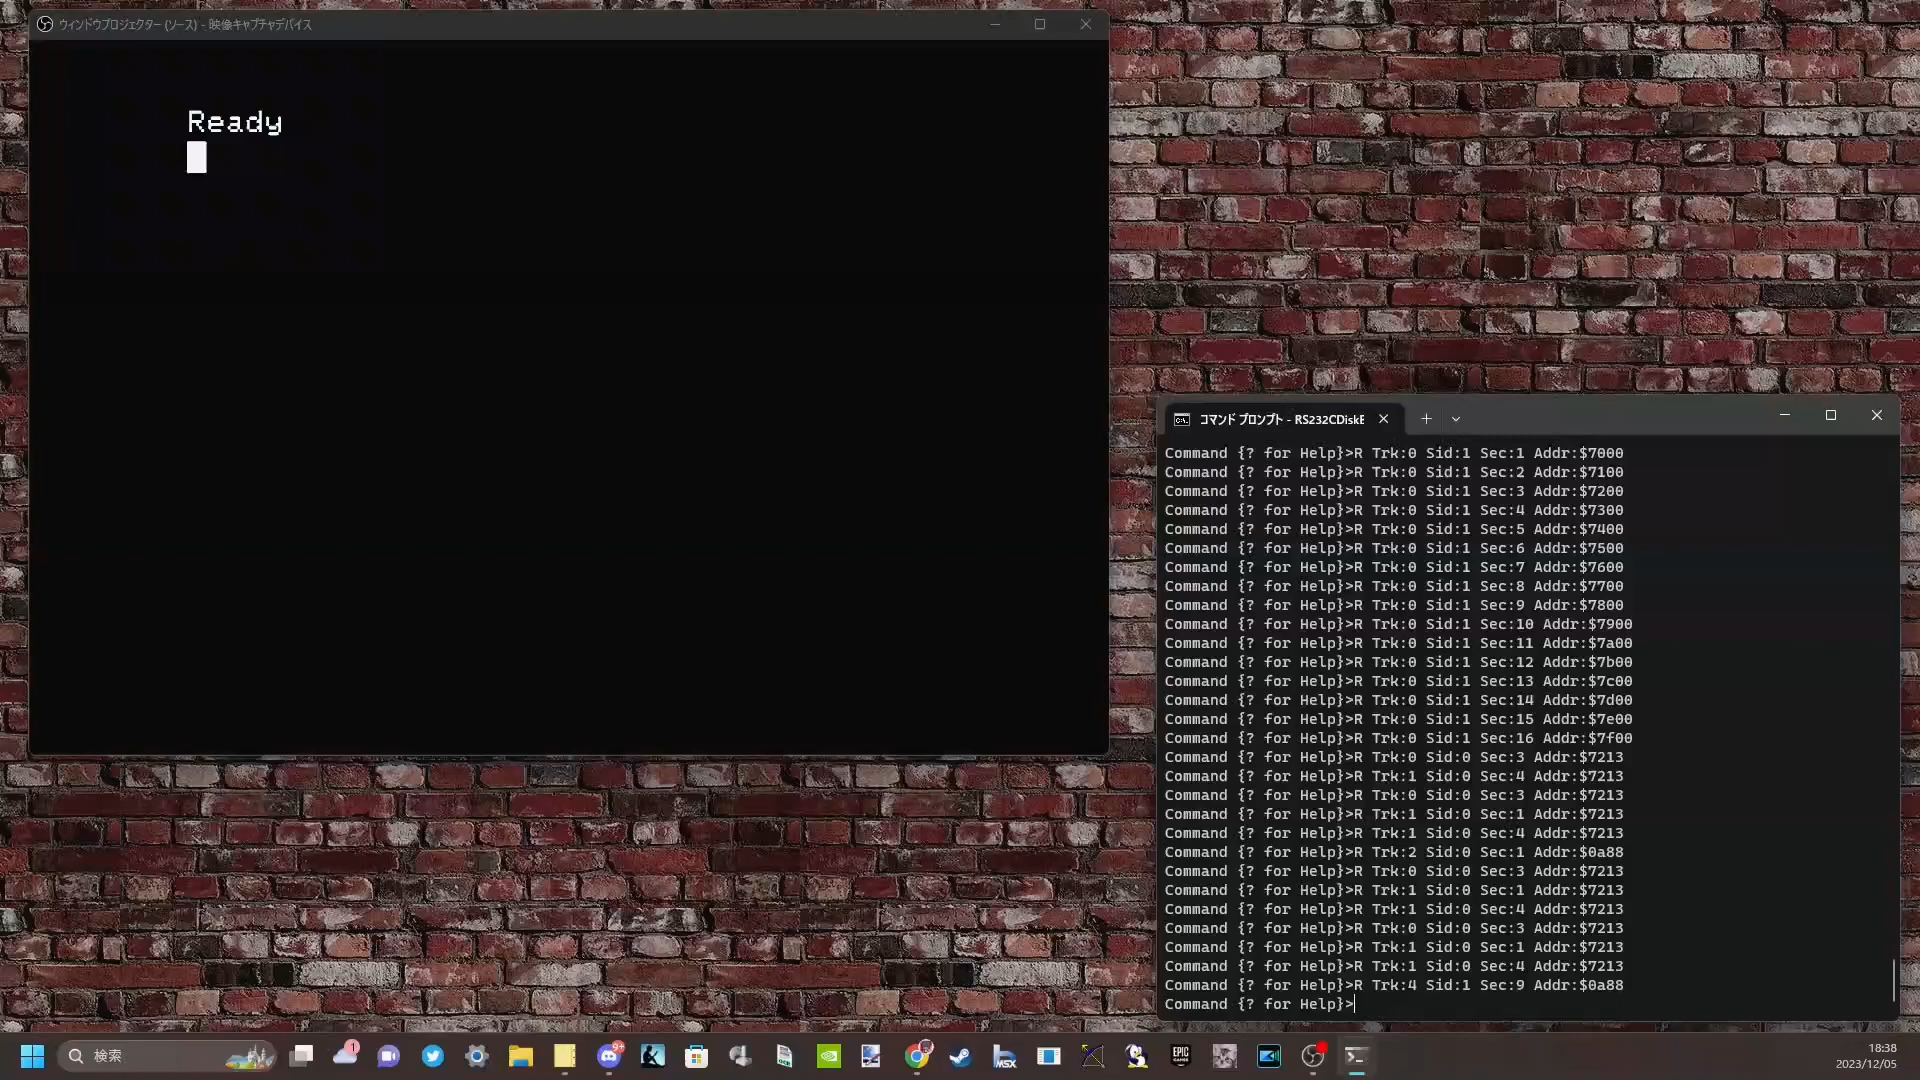 ウィンドウプロジェクター (ソース) - 映像キャプチャデバイス
Ready
コマンド プロンプト - RS232CDiskE
Command {? for Help}>R Trk:0 Sid:1 Sec:1 Addr:$7000
Command {? for Help}>R Trk:0 Sid:1 Sec:2 Addr:$7100
Command {? for Help}>R Trk:0 Sid:1 Sec:3 Addr:$7200
Command {? for Help}>R Trk:0 Sid:1 Sec:4 Addr:$7300
Command {? for Help}>R Trk:0 Sid:1 Sec:5 Addr:$7400
Command {? for Help}>R Trk:0 Sid:1 Sec:6 Addr:$7500
Command {? for Help}>R Trk:0 Sid:1 Sec:7 Addr:$7600
Command {? for Help}>R Trk:0 Sid:1 Sec:8 Addr:$7700
Command {? for Help}>R Trk:0 Sid:1 Sec:9 Addr:$7800
Command {? for Help}>R Trk:0 Sid:1 Sec:10 Addr:$7900
Command {? for Help}>R Trk:0 Sid:1 Sec:11 Addr:$7a00
Command {? for Help}>R Trk:0 Sid:1 Sec:12 Addr:$7b00
Command {? for Help}>R Trk:0 Sid:1 Sec:13 Addr:$7c00
Command {? for Help}>R Trk:0 Sid:1 Sec:14 Addr:$7d00
Command {? for Help}>R Trk:0 Sid:1 Sec:15 Addr:$7e00
Command {? for Help}>R Trk:0 Sid:1 Sec:16 Addr:$7f00
Command {? for Help}>R Trk:0 Sid:0 Sec:3 Addr:$7213
Command {? for Help}>R Trk:1 Sid:0 Sec:4 Addr:$7213
Command {? for Help}>R Trk:0 Sid:0 Sec:3 Addr:$7213
Command {? for Help}>R Trk:1 Sid:0 Sec:1 Addr:$7213
Command {? for Help}>R Trk:1 Sid:0 Sec:4 Addr:$7213
Command {? for Help}>R Trk:2 Sid:0 Sec:1 Addr:$0a88
Command {? for Help}>R Trk:0 Sid:0 Sec:3 Addr:$7213
Command {? for Help}>R Trk:1 Sid:0 Sec:1 Addr:$7213
Command {? for Help}>R Trk:1 Sid:0 Sec:4 Addr:$7213
Command {? for Help}>R Trk:0 Sid:0 Sec:3 Addr:$7213
Command {? for Help}>R Trk:1 Sid:0 Sec:1 Addr:$7213
Command {? for Help}>R Trk:1 Sid:0 Sec:4 Addr:$7213
Command {? for Help}>R Trk:4 Sid:1 Sec:9 Addr:$0a88
Command {? for Help}>
検索
1
9+
MSX
EPIC
GAMES
18:38
2023/12/05